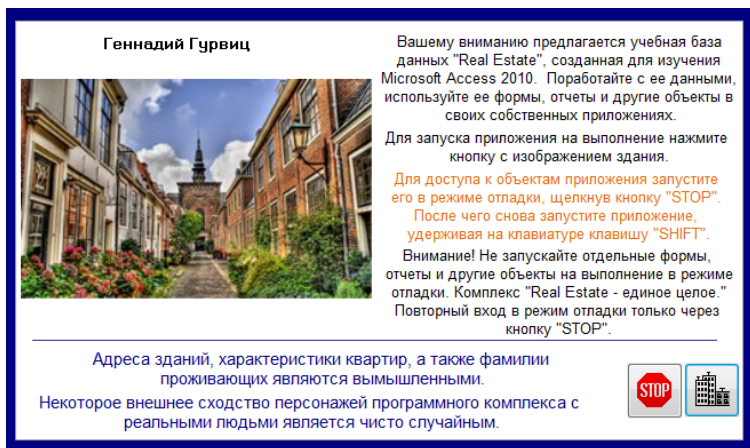 Геннадий Гурвиц
Вашему вниманию предлагается учебная база
данных "Real Estate", созданная для изучения
Microsoft Access 2010. Поработайте с ее данными,
используйте ее формы, отчеты и другие объекты в
своих собственных приложениях.
Для запуска приложения на выполнение нажмите
кнопку с изображением здания.
Для доступа к объектам приложения запустите
его в режиме отладки, щелкнув кнопку "STOP".
После чего снова запустите приложение,
удерживая на клавиатуре клавишу "SHIFT".
Внимание! Не запускайте отдельные формы,
отчеты и другие объекты на выполнение в режиме
отладки. Комплекс "Real Estate - единое целое."
Повторный вход в режим отладки только через
кнопку "STOP".
Адреса зданий, характеристики квартир, а также фамилии
проживающих являются вымышленными.
Некоторое внешнее сходство персонажей программного комплекса с
реальными людьми является чисто случайным.
STOP